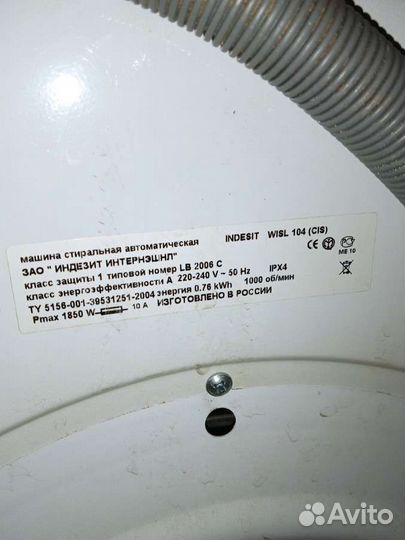 машина стиральная автоматическая INDESIT WISL 104 (CIS)
ЗАО " ИНДЕЗИТ ИНТЕРНЭШНЛ" CE ME 10
класс защиты 1 типовой номер LB 2006 C IPX4
класс энергоэффективности A 220-240 V ~ 50 Hz 1000 об/мин
ТУ 5156-001-39531251-2004 энергия 0.76 kWh
Pmax 1850 W 10 A ИЗГОТОВЛЕНО В РОССИИ
Avito